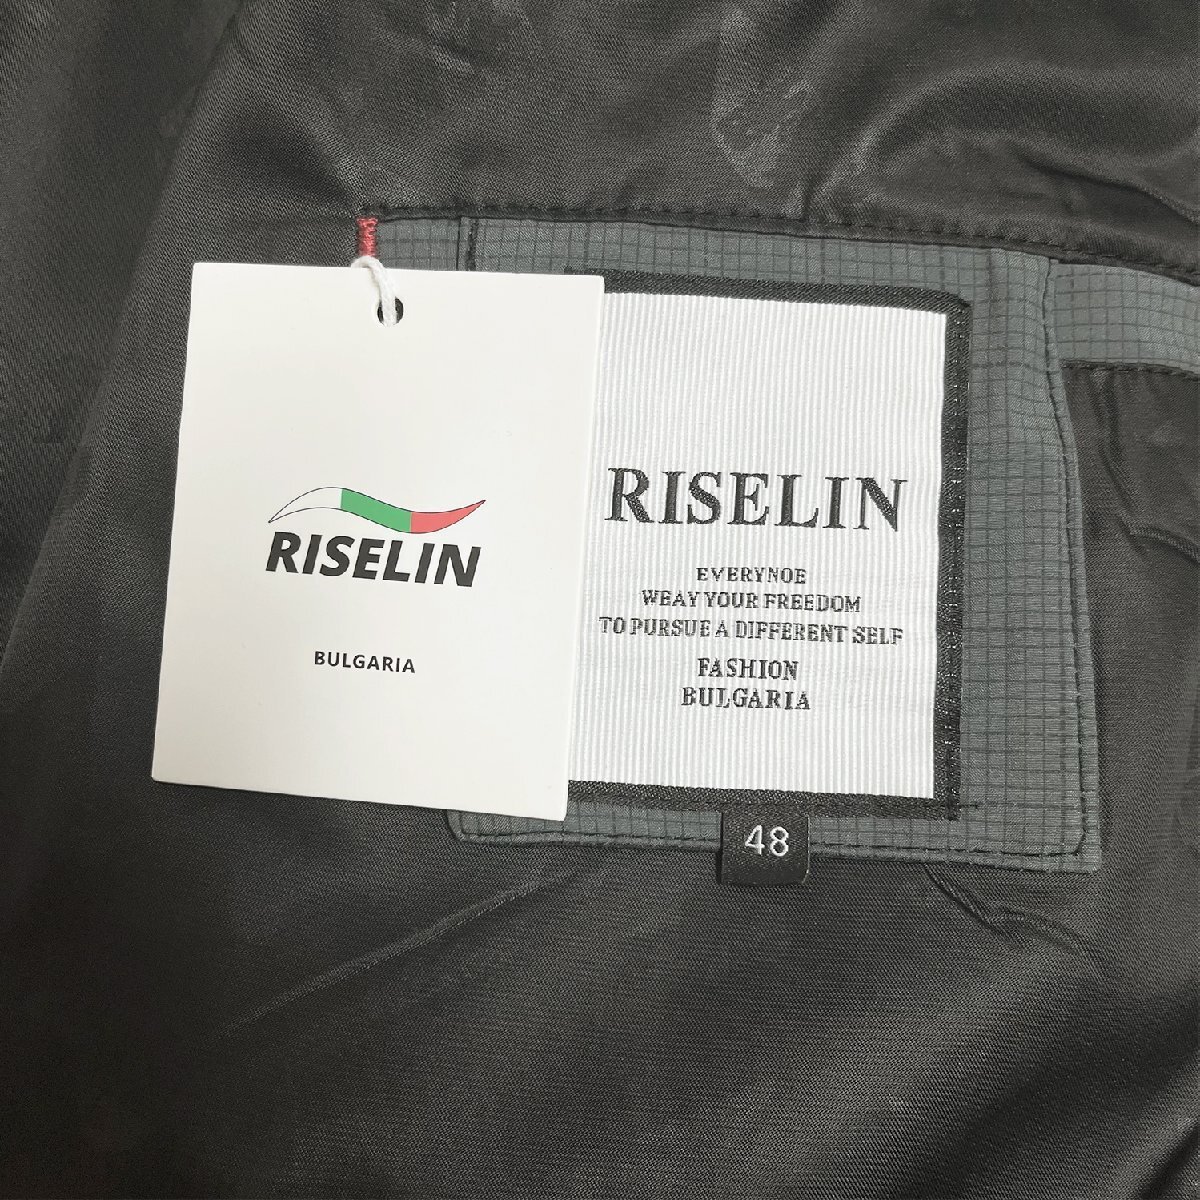 RISELIN
BULGARIA
RISELIN
EVERYNOE
WEAY YOUR FREEDOM
TO PURSUE A DIFFERENT SELF
FASHION
BULGARIA
48